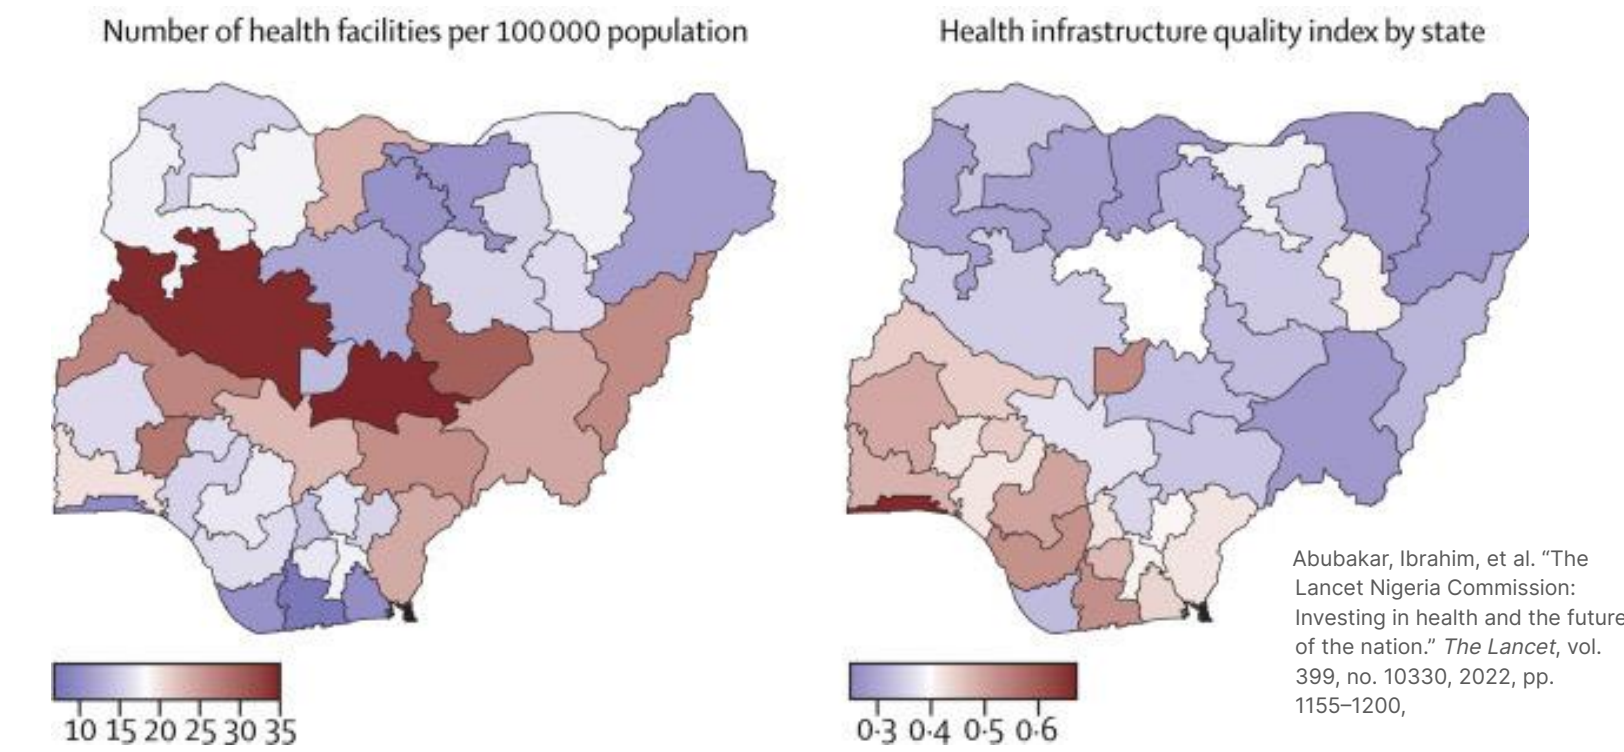 Number of health facilities per 100 000 population
Health infrastructure quality index by state
10 15 20 25 30 35
0·3 0·4 0·5 0·6
Abubakar, Ibrahim, et al. “The
Lancet Nigeria Commission:
Investing in health and the future
of the nation.” The Lancet, vol.
399, no. 10330, 2022, pp.
1155–1200,